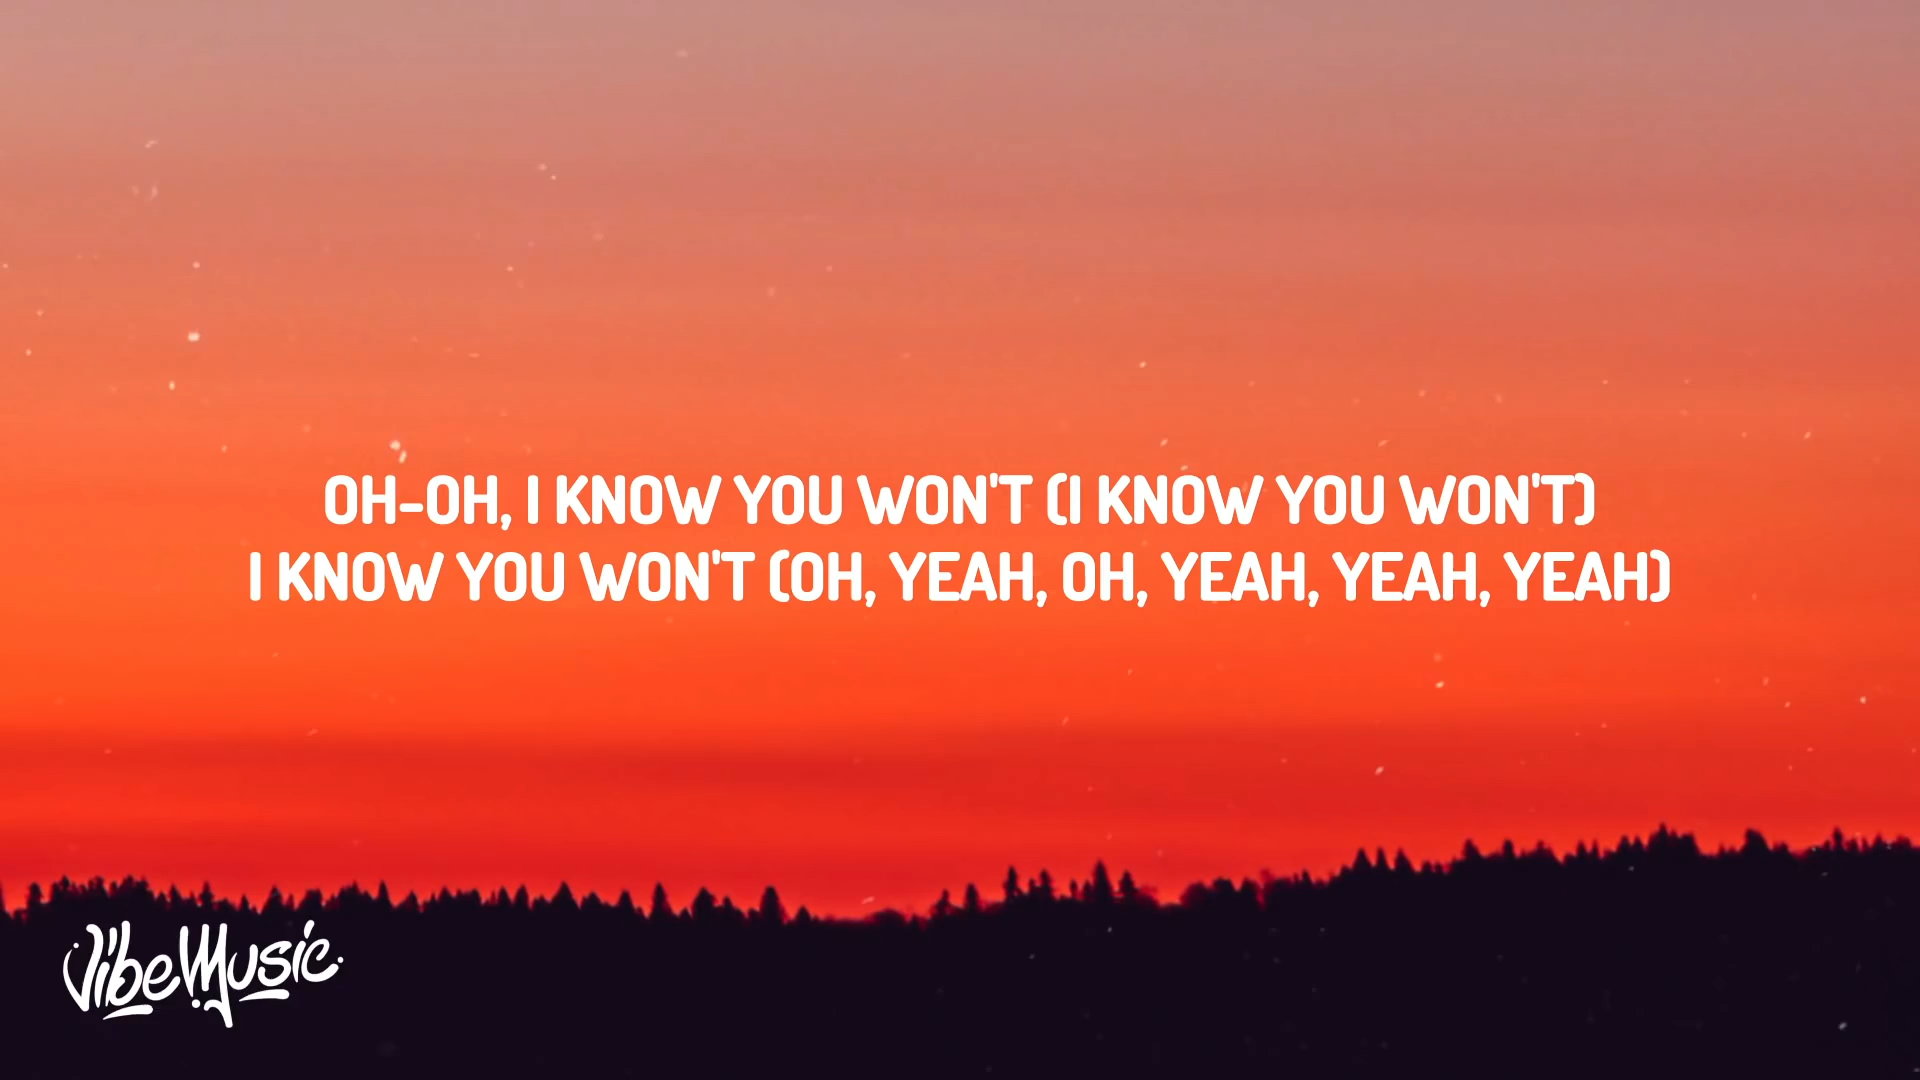 OH-OH, I KNOW YOU WON'T (I KNOW YOU WON'T)
I KNOW YOU WON'T (OH, YEAH, OH, YEAH, YEAH, YEAH)
VibeMusic